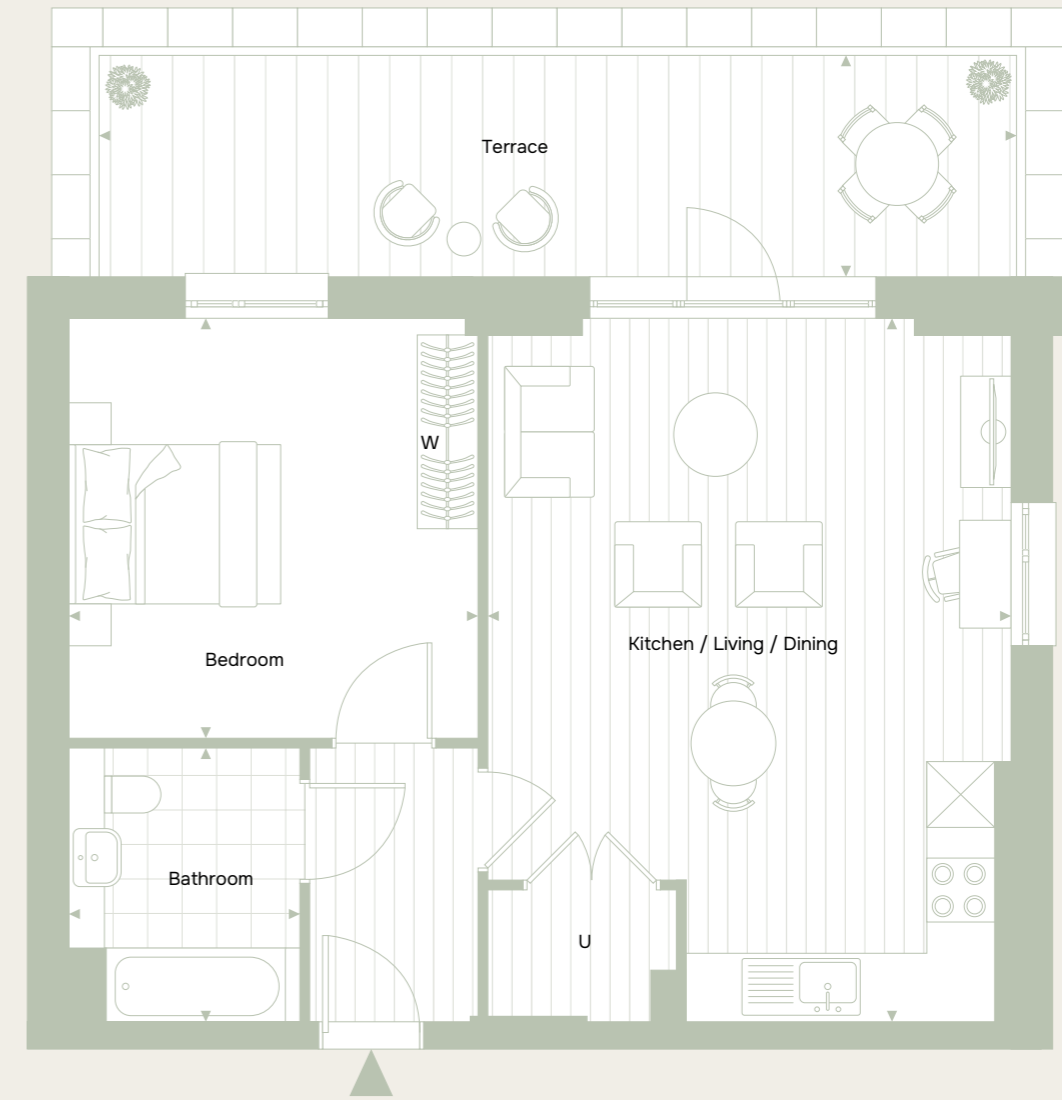 Terrace
W
Kitchen / Living / Dining
Bedroom
Bathroom
U